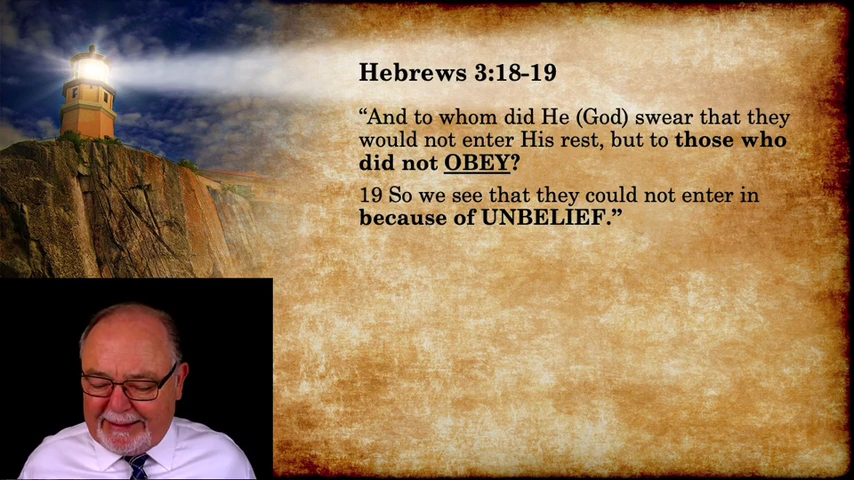 Hebrews 3:18-19
“And to whom did He (God) swear that they
would not enter His rest, but to those who
did not OBEY?
19 So we see that they could not enter in
because of UNBELIEF.”